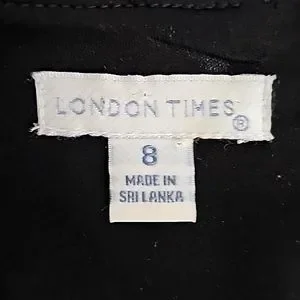 LONDON TIMES ®
8
MADE IN
SRI LANKA